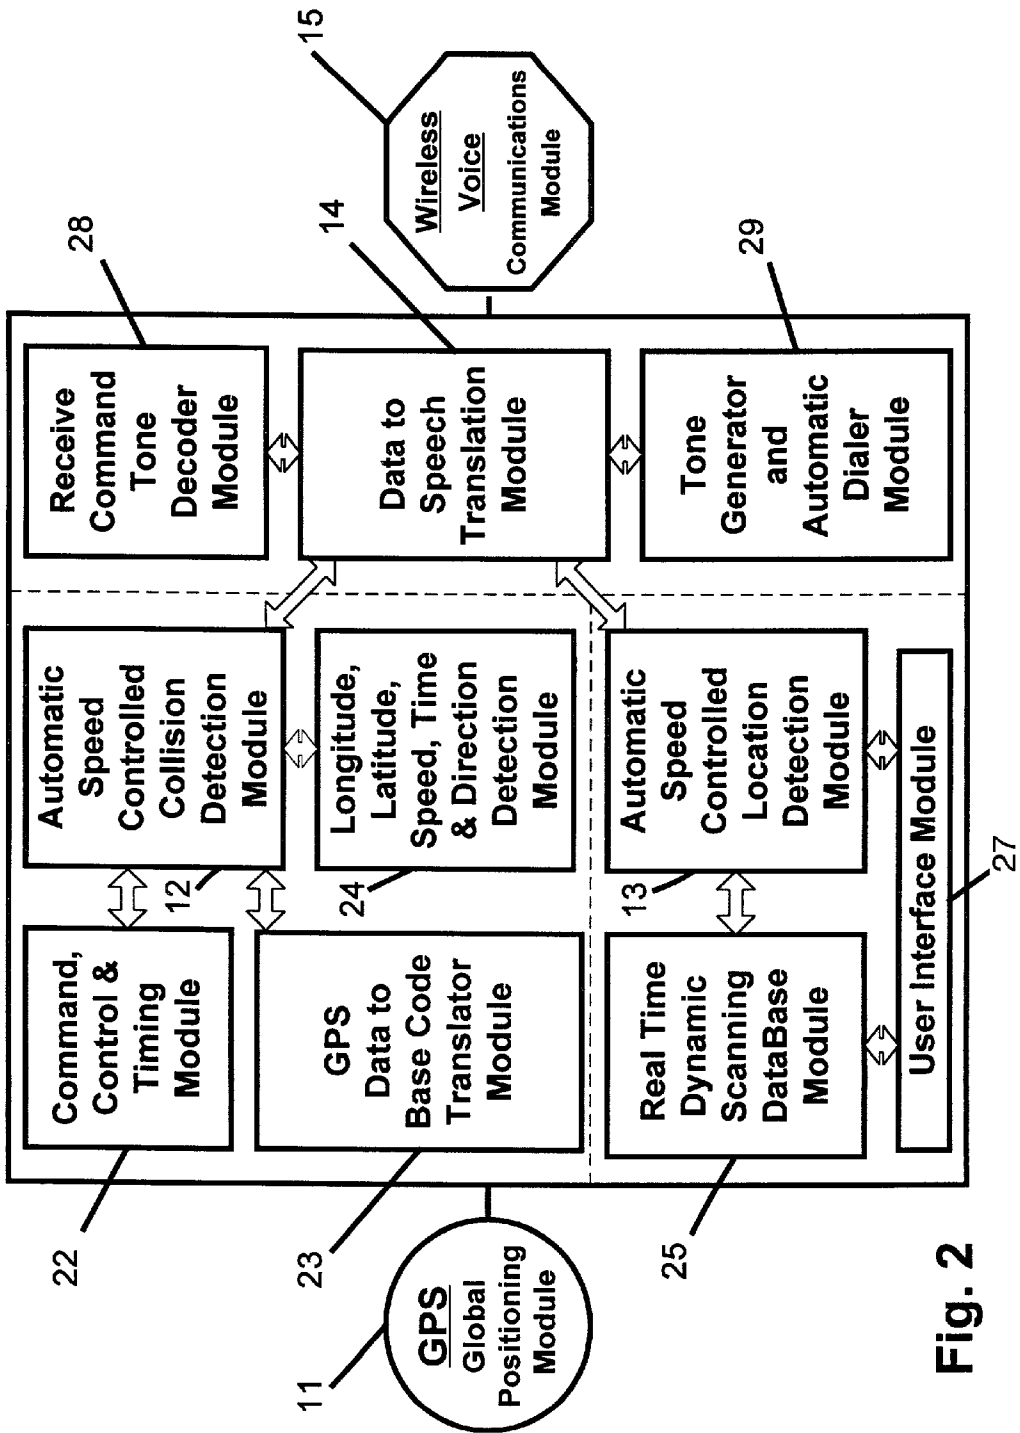 22
Command,
Control &
Timing
Module
12
Automatic
Speed
Controlled
Collision
Detection
Module
28
Receive
Command
Tone
Decoder
Module
11
GPS
Global
Positioning
Module
23
GPS
Data to
Base Code
Translator
Module
24
Longitude,
Latitude,
Speed, Time
& Direction
Detection
Module
14
Data to
Speech
Translation
Module
15
Wireless
Voice
Communications
Module
25
Real Time
Dynamic
Scanning
DataBase
Module
13
Automatic
Speed
Controlled
Location
Detection
Module
29
Tone
Generator
and
Automatic
Dialer
Module
User Interface Module
27
Fig. 2